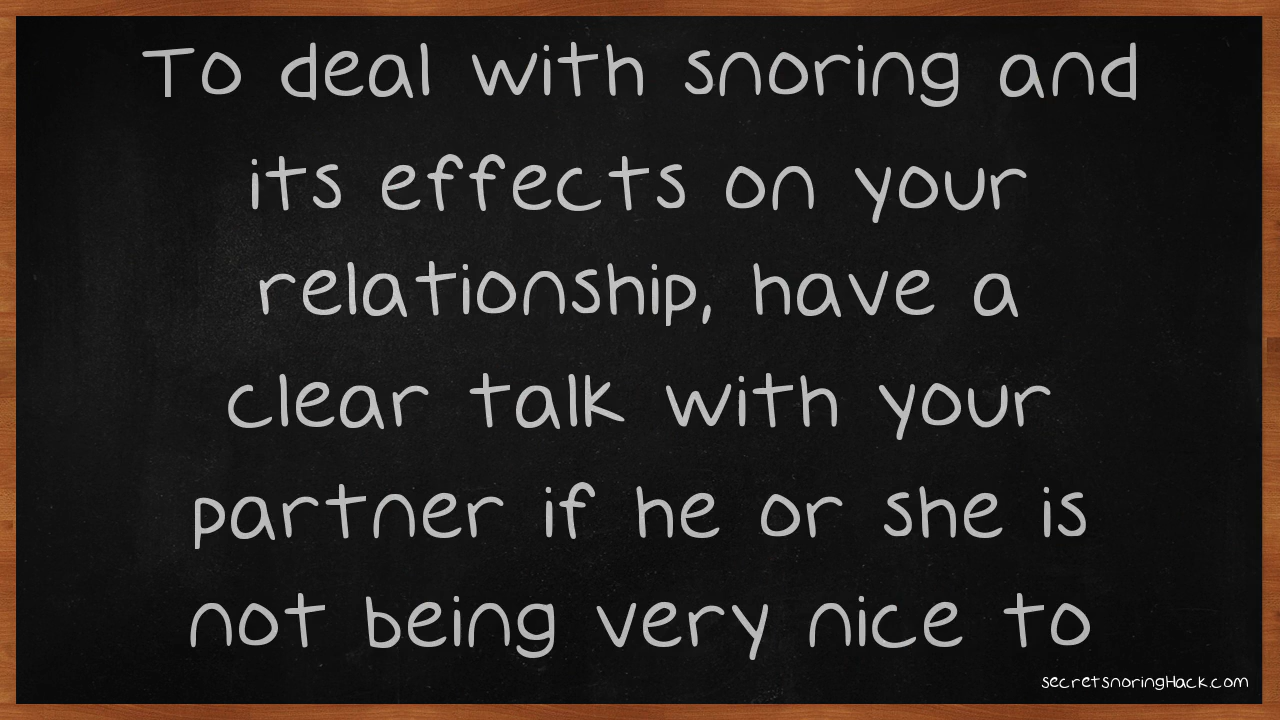 To deal with snoring and
its effects on your
relationship, have a
clear talk with your
partner if he or she is
not being very nice to
secretsnoringHack.com